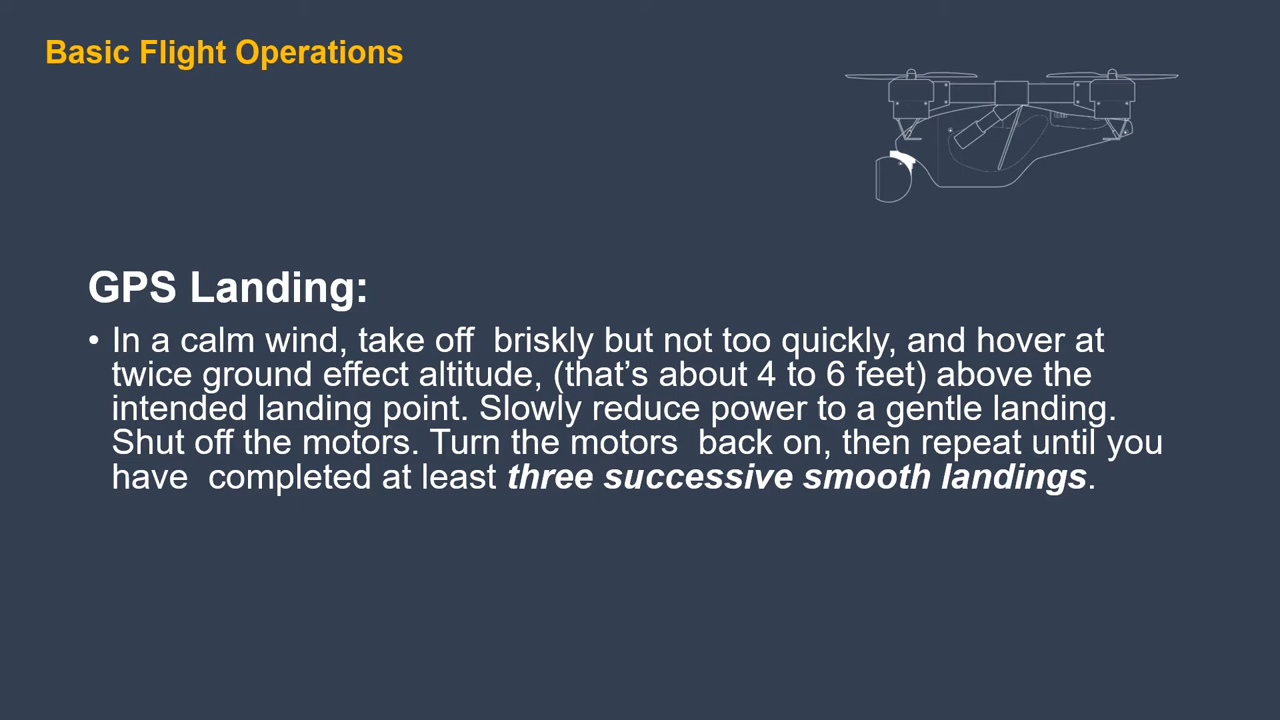 Basic Flight Operations
GPS Landing:
• In a calm wind, take off  briskly but not too quickly, and hover at
twice ground effect altitude, (that’s about 4 to 6 feet) above the
intended landing point. Slowly reduce power to a gentle landing.
Shut off the motors. Turn the motors  back on, then repeat until you
have  completed at least three successive smooth landings.